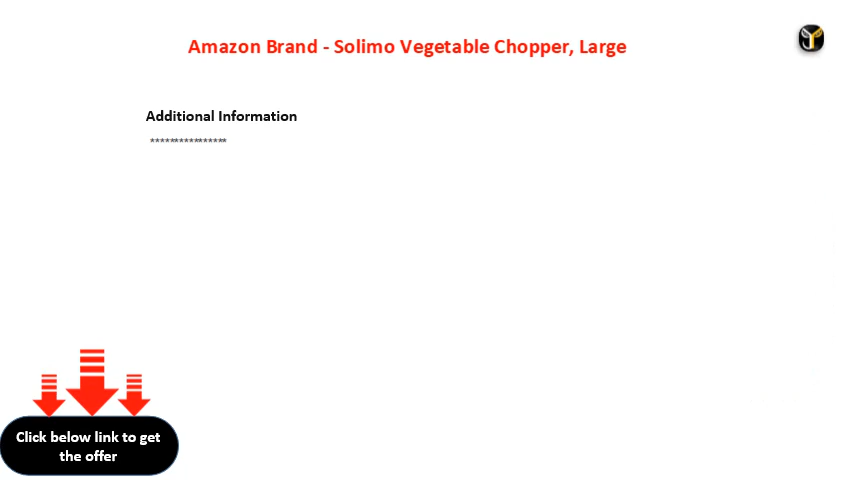 Amazon Brand - Solimo Vegetable Chopper, Large
Additional Information
****************
Click below link to get
the offer